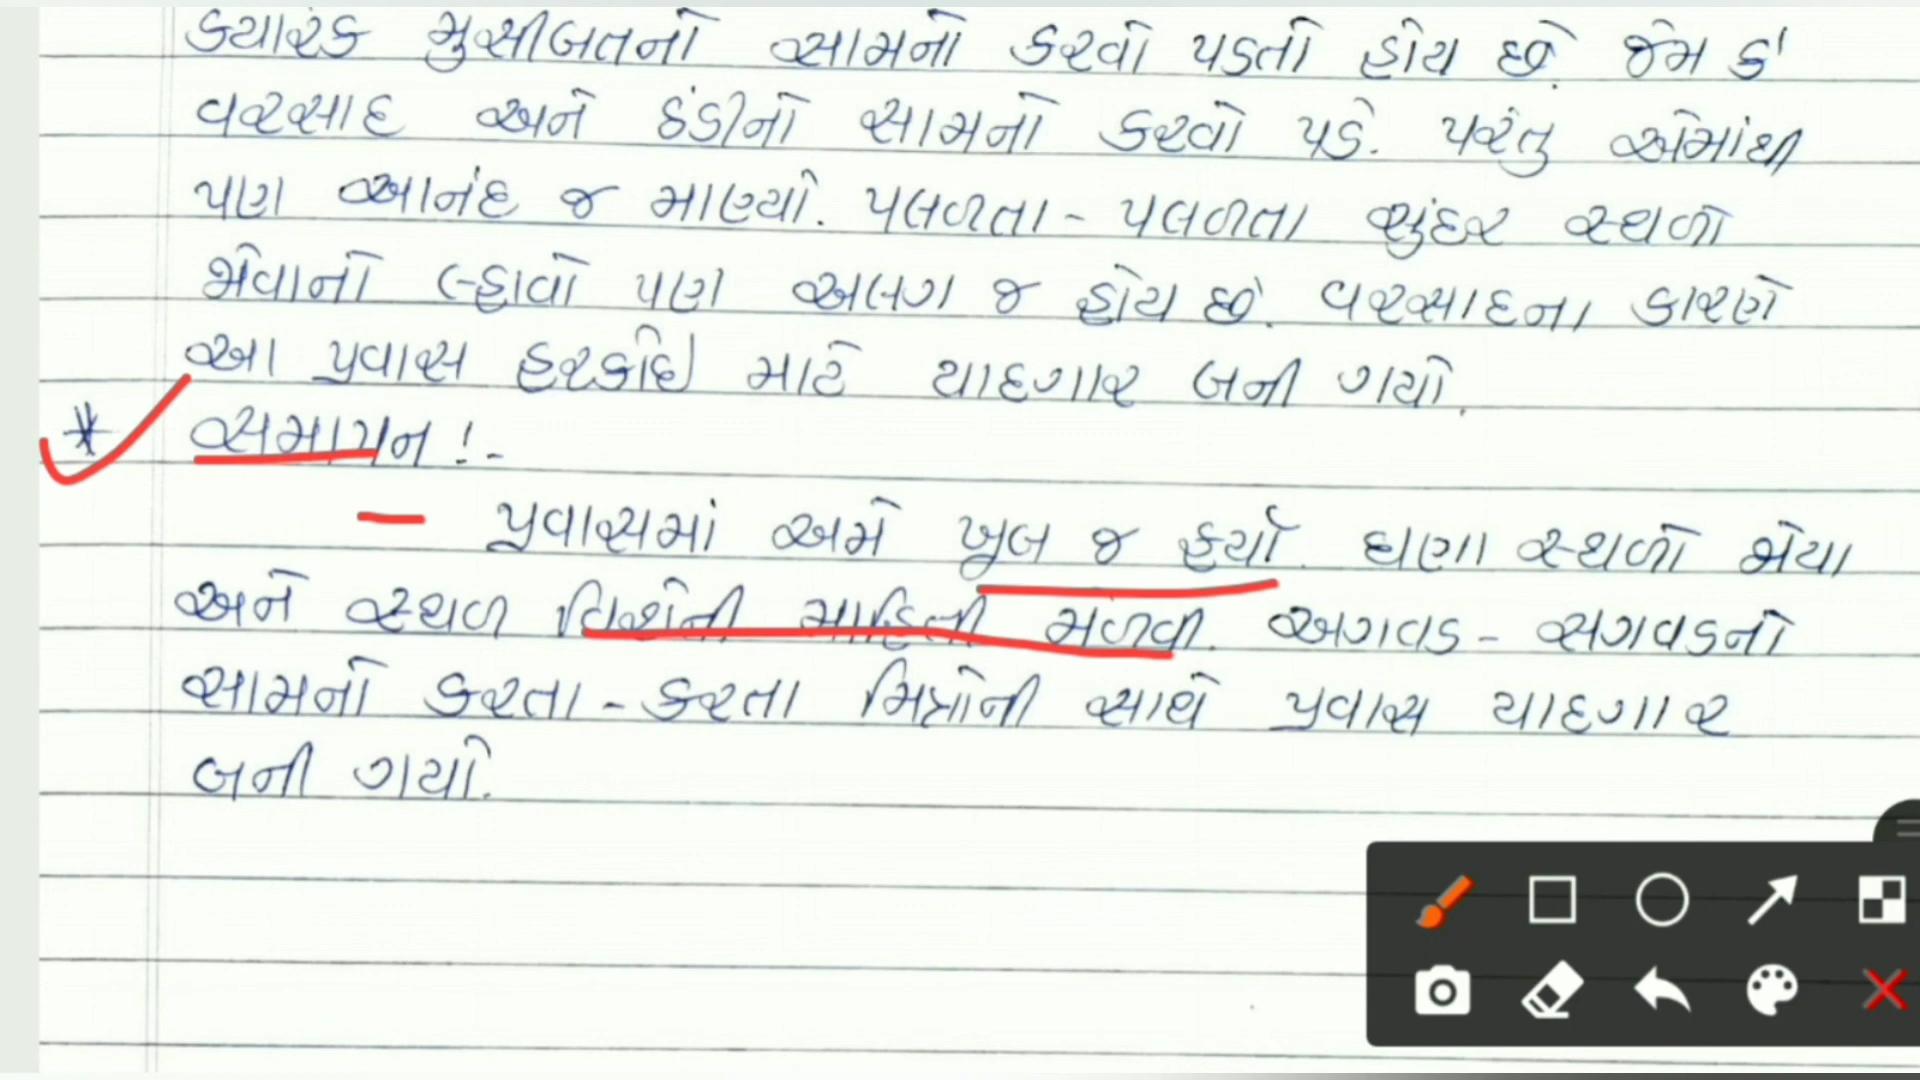 ક્યારેક મુસીબતનો સામનો કરવો પડતો હોય છે. જેમ કે
વરસાદ અને ઠંડીનો સામનો કરવો પડે. પરંતુ એમાંથી
પણ આનંદ જ માણ્યો. પલળતા - પલળતા સુંદર સ્થળો
જોવાનો લ્હાવો પણ અલગ જ હોય છે. વરસાદના કારણે
આ પ્રવાસ હરકોઈ માટે યાદગાર બની ગયો.
* સમાપન :-
પ્રવાસમાં અમે ખુબ જ ફર્યા. ઘણા સ્થળો જોયા
અને સ્થળ વિશેની માહિતી મળવી. અગવડ - સગવડનો
સામનો કરતા - કરતા મિત્રોની સાથે પ્રવાસ યાદગાર
બની ગયો.